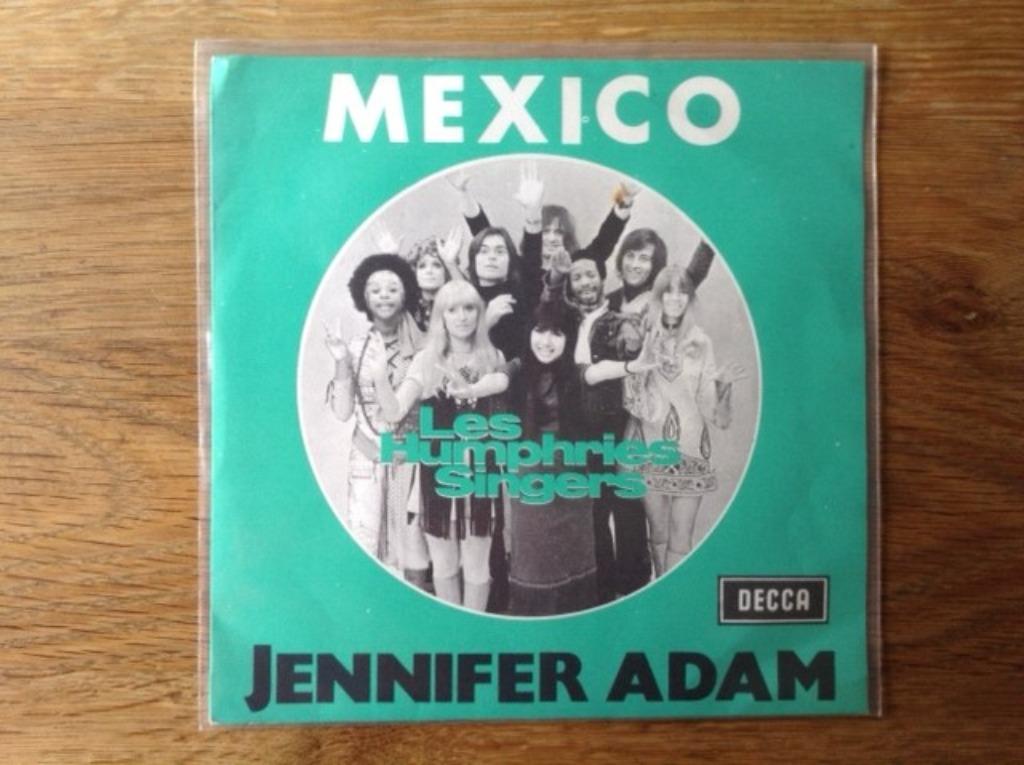 MEXICO
Les
Humphries
Singers
DECCA
JENNIFER ADAM